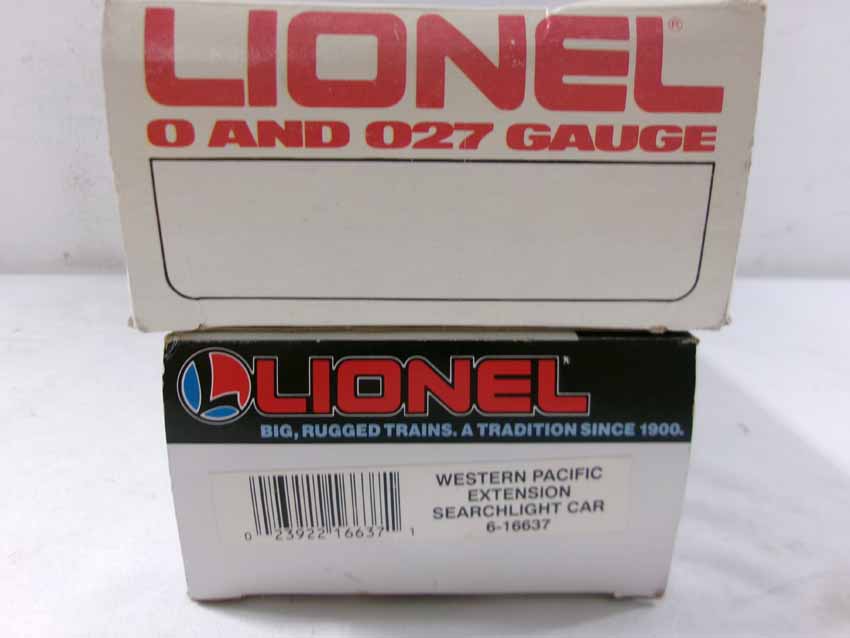 LIONEL®
O AND O27 GAUGE
LIONEL
BIG, RUGGED TRAINS. A TRADITION SINCE 1900.
WESTERN PACIFIC
EXTENSION
SEARCHLIGHT CAR
6-16637
0 23922 16637 1